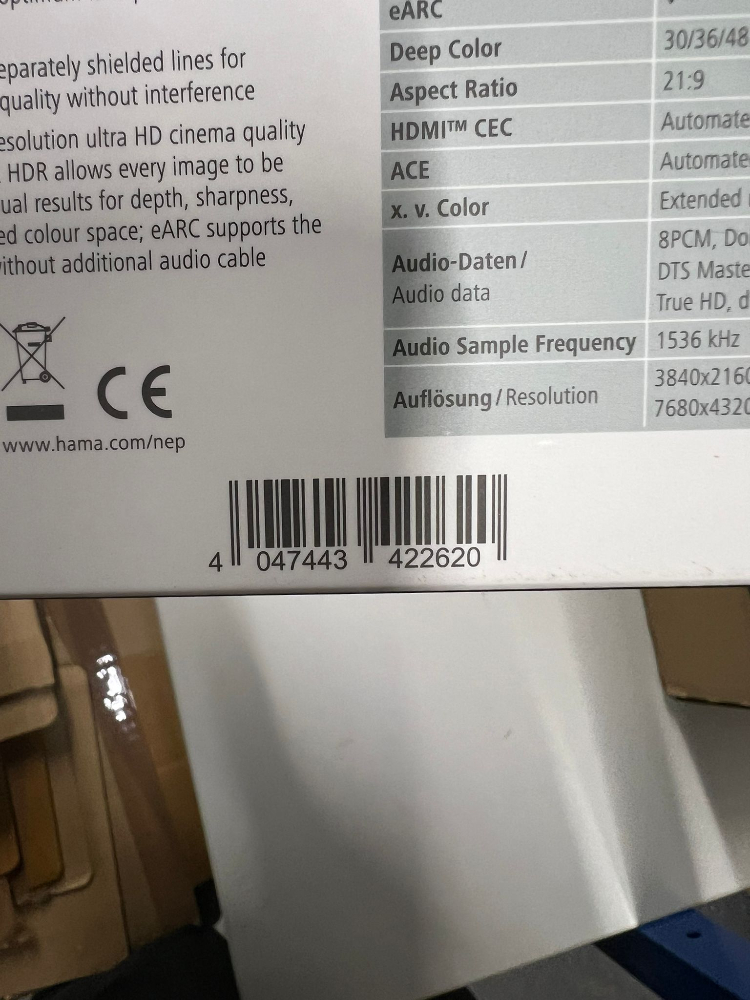 eparately shielded lines for
quality without interference
esolution ultra HD cinema quality
HDR allows every image to be
ual results for depth, sharpness,
ed colour space; eARC supports the
ithout additional audio cable
CE
www.hama.com/nep
eARC
Deep Color 30/36/48
Aspect Ratio 21:9
HDMI™ CEC Automate
ACE Automate
x. v. Color Extended
Audio-Daten/
Audio data
8PCM, Do
DTS Maste
True HD, d
Audio Sample Frequency 1536 kHz
Auflösung/Resolution
3840x2160
7680x4320
4 047443 422620